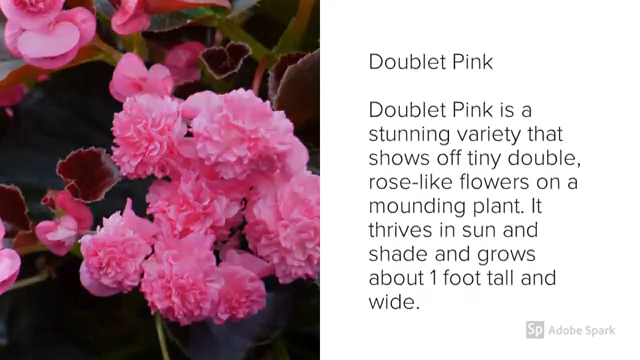 Doublet Pink
Doublet Pink is a
stunning variety that
shows off tiny double,
rose-like flowers on a
mounding plant. It
thrives in sun and
shade and grows
about 1 foot tall and
wide.
Sp Adobe Spark